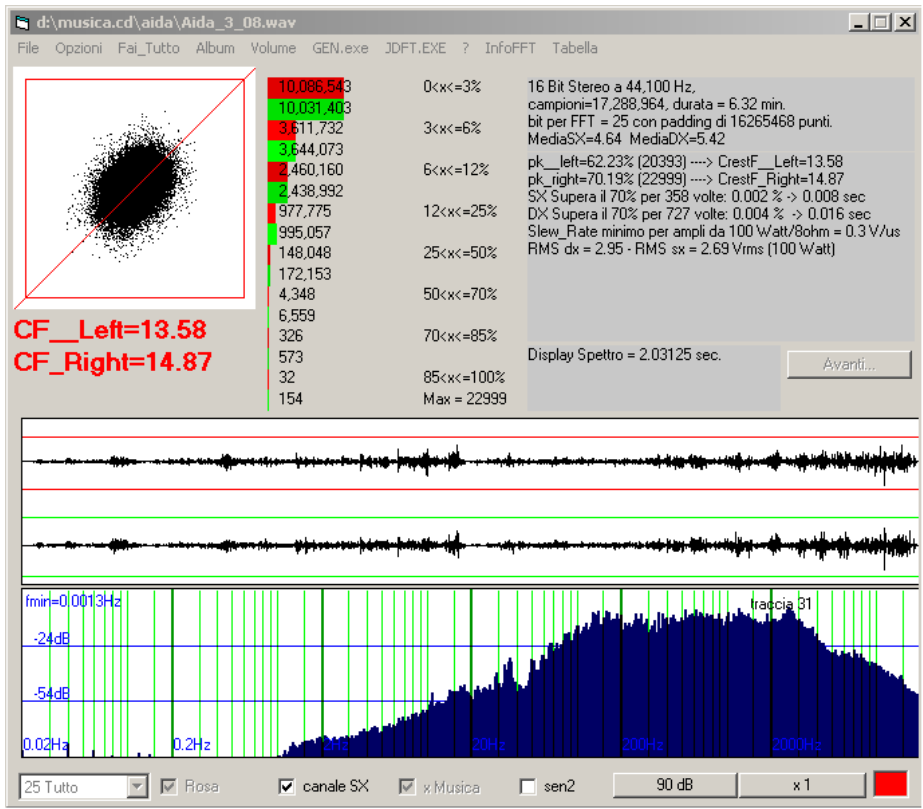 d:\musica.cd\aida\Aida_3_08.wav
File Opzioni Fai_Tutto Album Volume GEN.exe JDFT.EXE ? InfoFFT Tabella
10,086,543 0<x<=3%
10,031,403
3,611,732 3<x<=6%
3,644,073
2,460,160 6<x<=12%
2,438,992
977,775 12<x<=25%
995,057
148,048 25<x<=50%
172,153
4,348 50<x<=70%
6,559
326 70<x<=85%
573
32 85<x<=100%
154 Max = 22999
16 Bit Stereo a 44,100 Hz,
campioni=17,288,964, durata = 6.32 min.
bit per FFT = 25 con padding di 16265468 punti.
MediaSX=4.64 MediaDX=5.42
pk__left=62.23% (20393) ----> CrestF__Left=13.58
pk_right=70.19% (22999) ----> CrestF_Right=14.87
SX Supera il 70% per 358 volte: 0.002 % -> 0.008 sec
DX Supera il 70% per 727 volte: 0.004 % -> 0.016 sec
Slew_Rate minimo per ampli da 100 Watt/8ohm = 0.3 V/us
RMS dx = 2.95 - RMS sx = 2.69 Vrms (100 Watt)
CF__Left=13.58
CF_Right=14.87
Display Spettro = 2.03125 sec.
Avanti...
fmin=0.0013Hz
traccia 31
-24dB
-54dB
0.02Hz 0.2Hz 2Hz 20Hz 200Hz 2000Hz
25 Tutto Rosa canale SX x Musica sen2 90 dB x 1